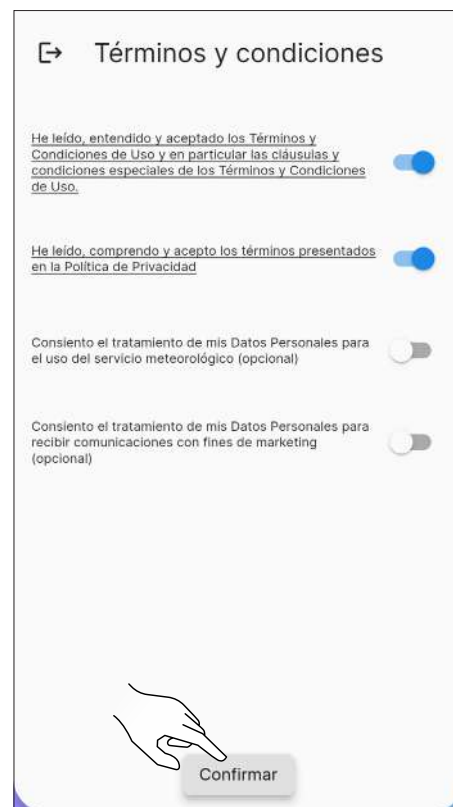 Términos y condiciones
He leído, entendido y aceptado los Términos y
Condiciones de Uso y en particular las cláusulas y
condiciones especiales de los Términos y Condiciones
de Uso.
He leído, comprendo y acepto los términos presentados
en la Política de Privacidad
Consiento el tratamiento de mis Datos Personales para
el uso del servicio meteorológico (opcional)
Consiento el tratamiento de mis Datos Personales para
recibir comunicaciones con fines de marketing
(opcional)
Confirmar